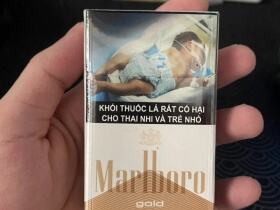 KHÓI THUỐC LÁ RẤT CÓ HẠI
CHO THAI NHI VÀ TRẺ NHỎ
Marlboro
gold